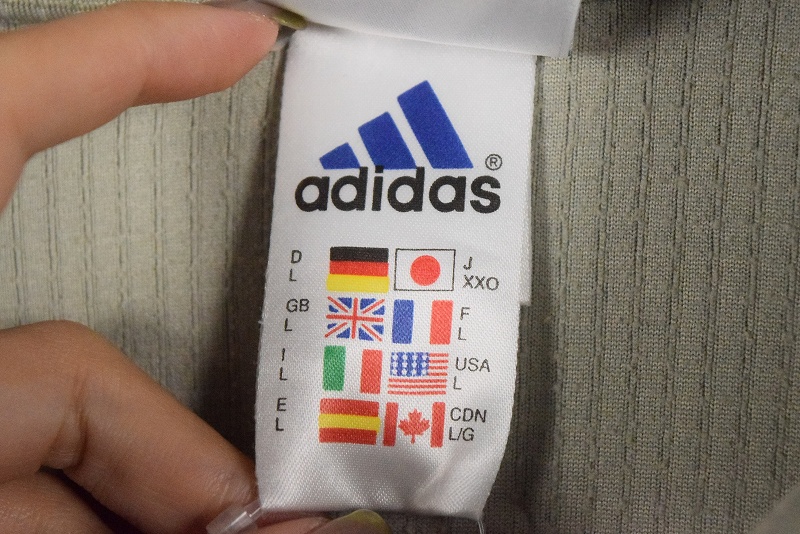 adidas®
D J
L XXO
GB F
L L
I USA
L L
E CDN
L L/G